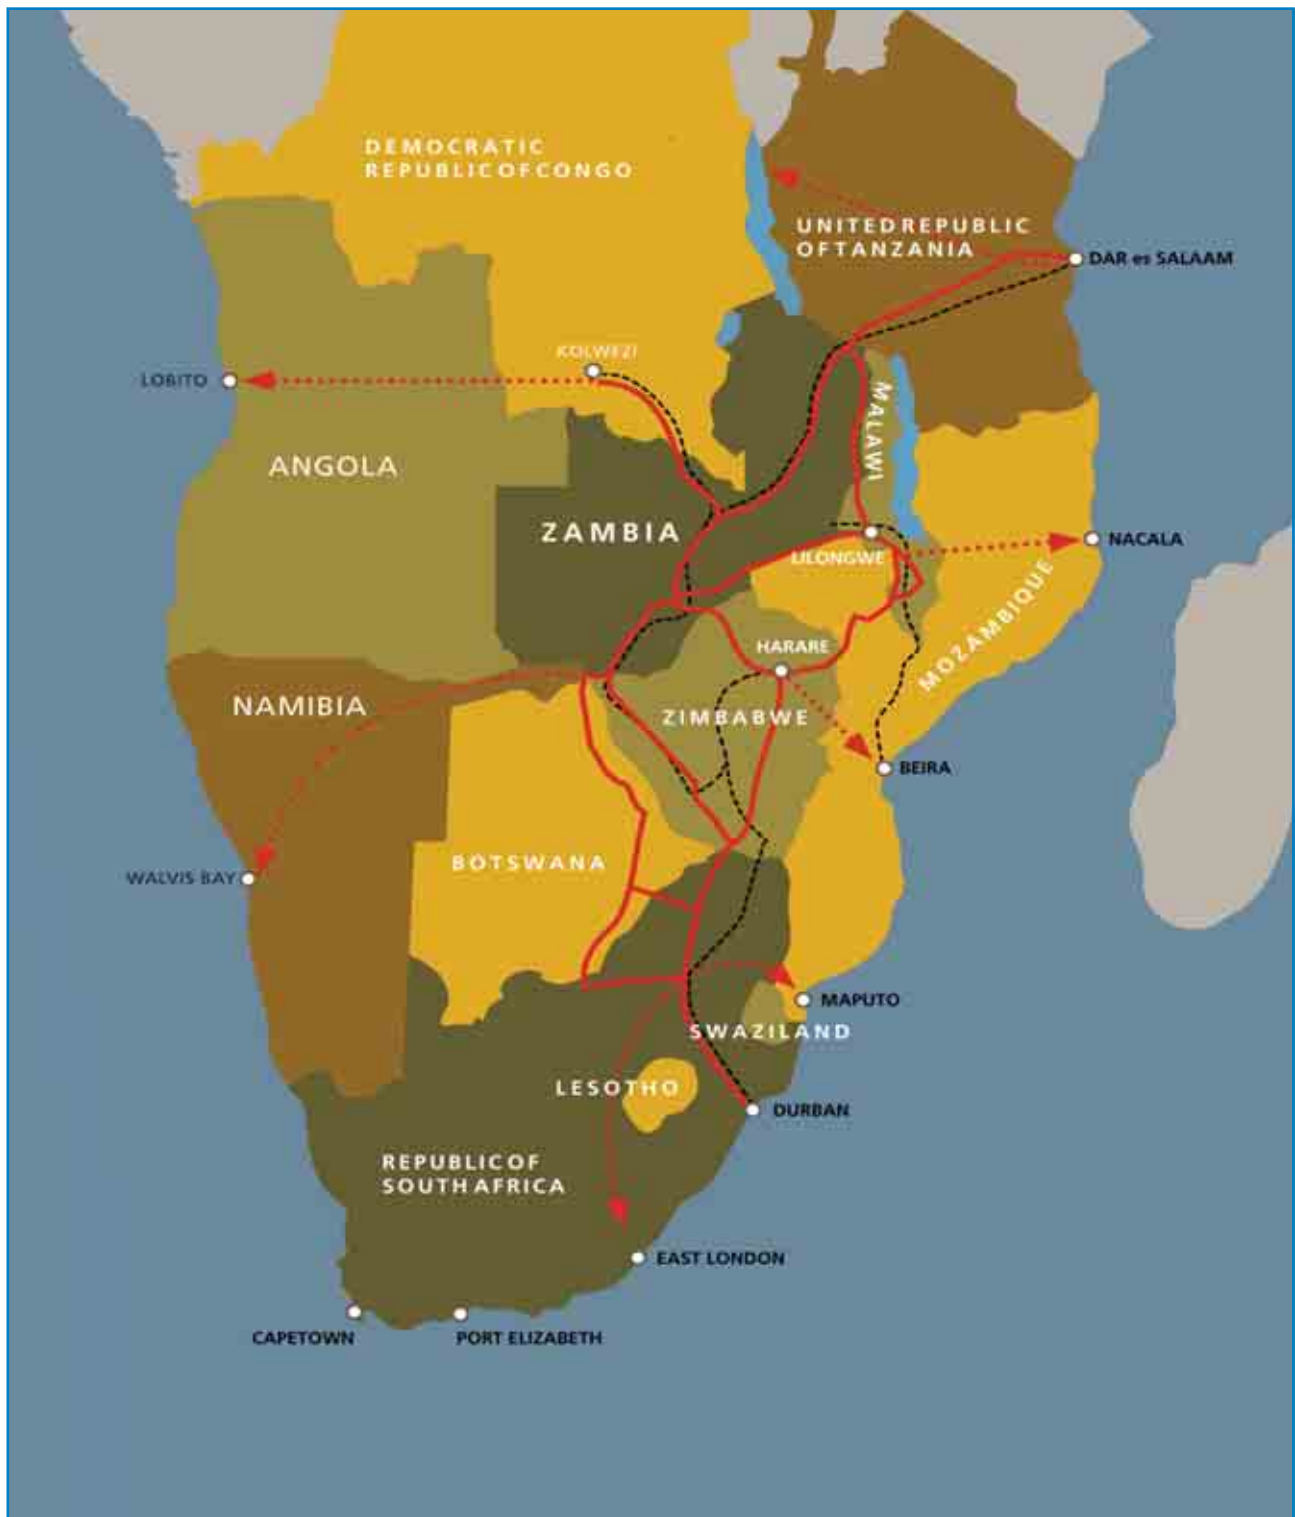 DEMOCRATIC
REPUBLIC OF CONGO
UNITED REPUBLIC
OF TANZANIA
DAR es SALAAM
KOLWEZI
LOBITO
MALAWI
ANGOLA
ZAMBIA
NACALA
LILONGWE
MOZAMBIQUE
HARARE
NAMIBIA
ZIMBABWE
BEIRA
BOTSWANA
WALVIS BAY
MAPUTO
SWAZILAND
LESOTHO
DURBAN
REPUBLIC OF
SOUTH AFRICA
EAST LONDON
CAPETOWN
PORT ELIZABETH